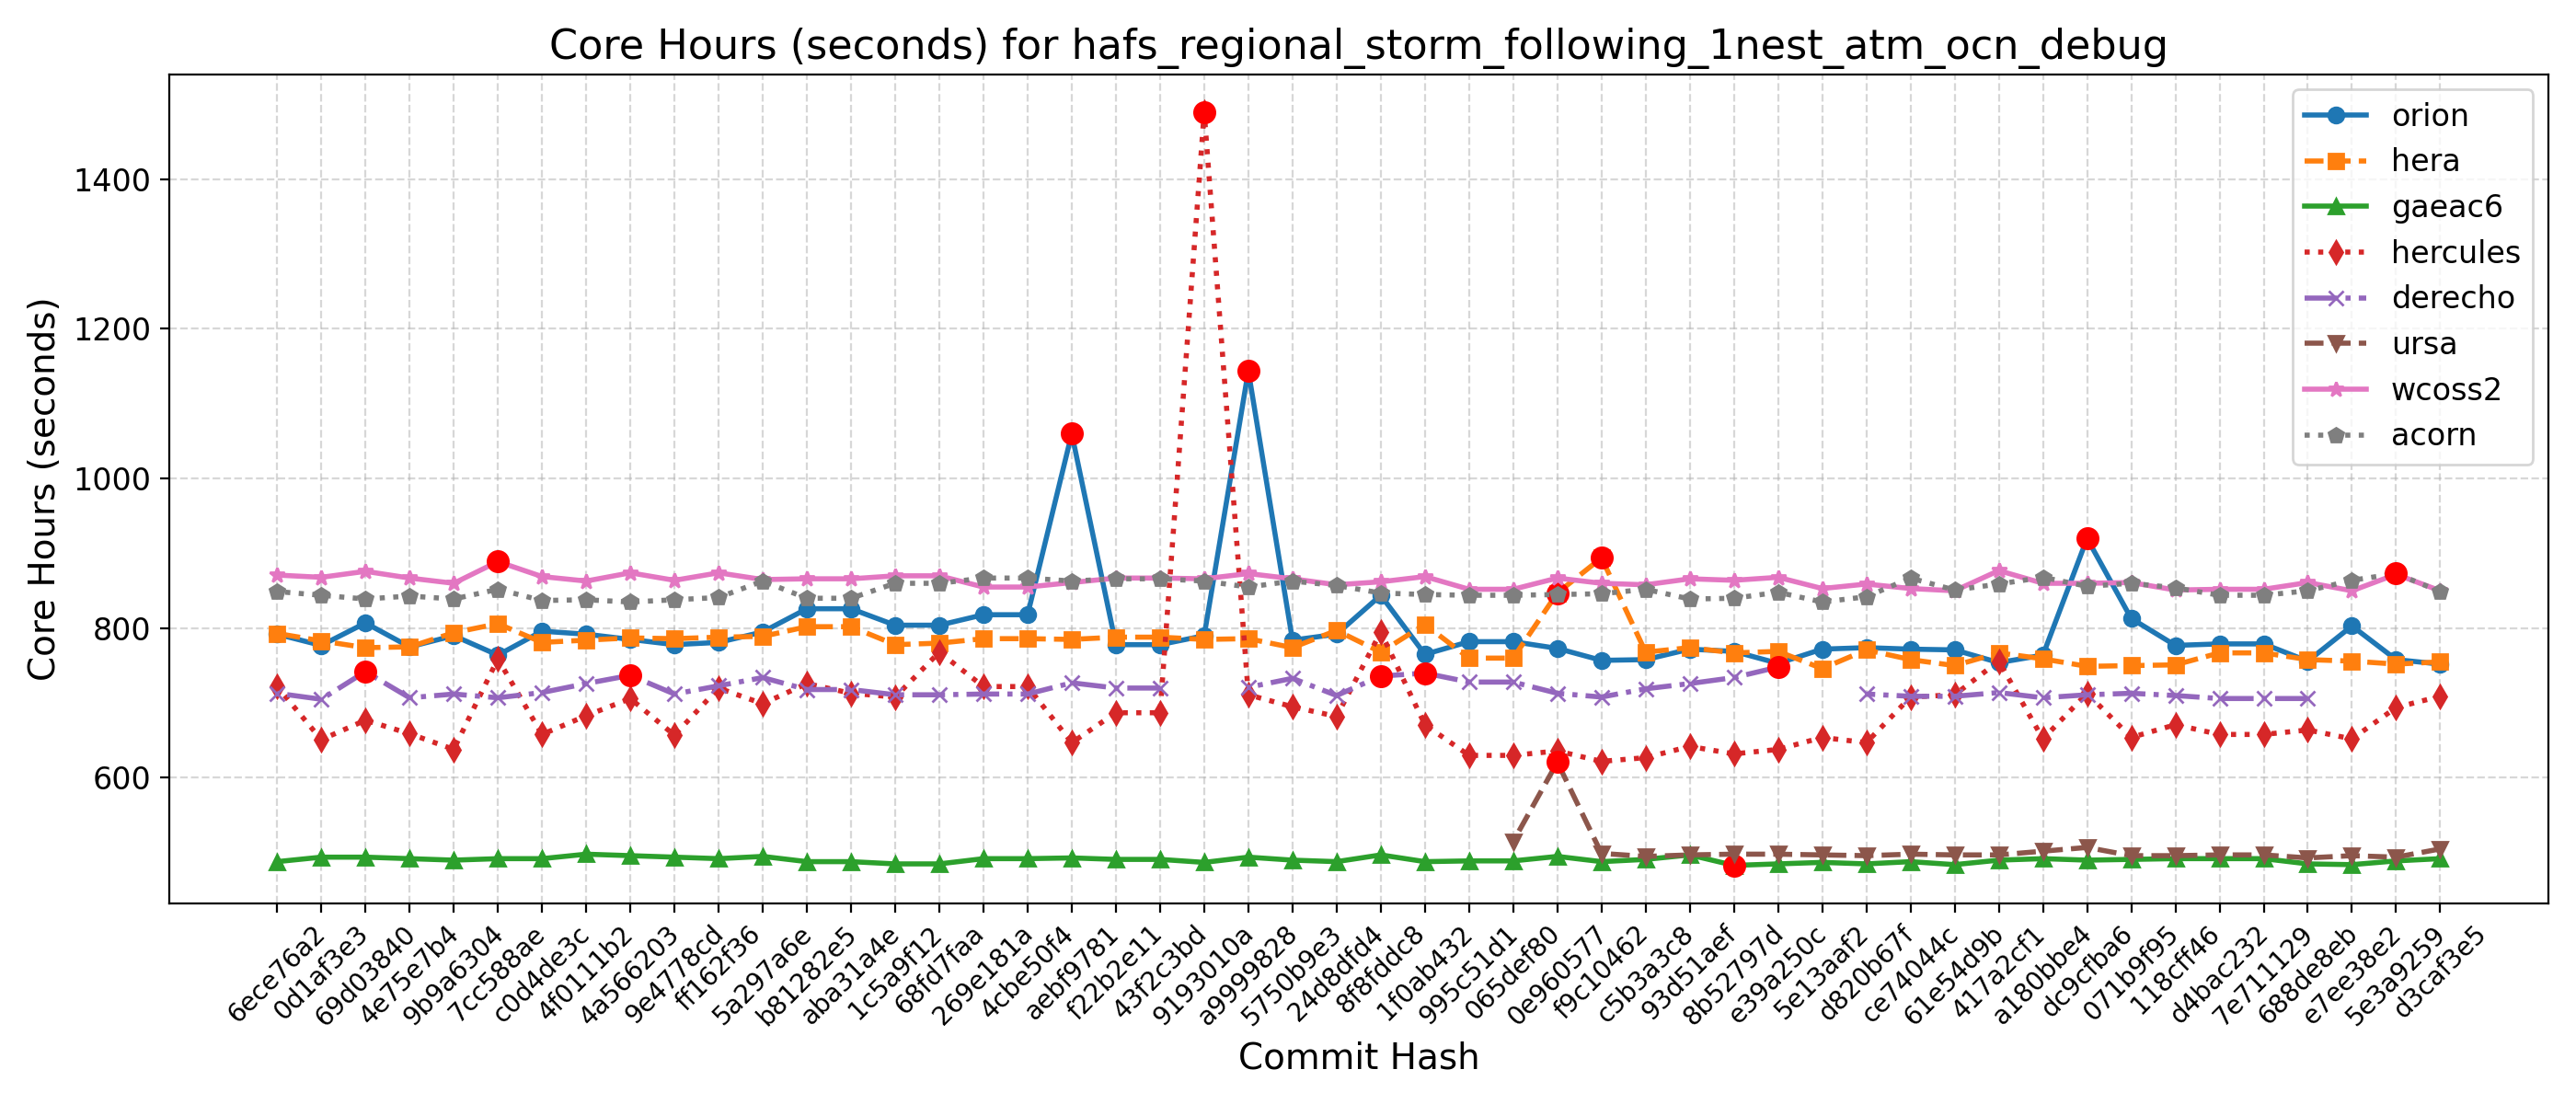 Core Hours (seconds) for hafs_regional_storm_following_1nest_atm_ocn_debug
Core Hours (seconds)
1400
1200
1000
800
600
orion
hera
gaeac6
hercules
derecho
ursa
wcoss2
acorn
6ece76a2
0d1af3e3
69d03840
4e75e7b4
9b9a6304
7cc588ae
c0d4de3c
4f0111b2
4a566203
9e4778cd
ff162f36
5a297a6e
b81282e5
aba31a4e
1c5a9f12
68fd7faa
269e181a
4cbe50f4
aebf9781
f22b2e11
43f2c3bd
9193010a
a9999828
5750b9e3
24d8dfd4
8f8fddc8
1f0ab432
995c51d1
065def80
0e960577
f9c10462
c5b3a3c8
93d51aef
8b52797d
e39a250c
5e13aaf2
d820b67f
ce74044c
61e54d9b
417a2cf1
a180bbe4
dc9cfba6
071b9f95
118cff46
d4bac232
7e711129
688de8eb
e7ee38e2
5e3a9259
d3caf3e5
Commit Hash